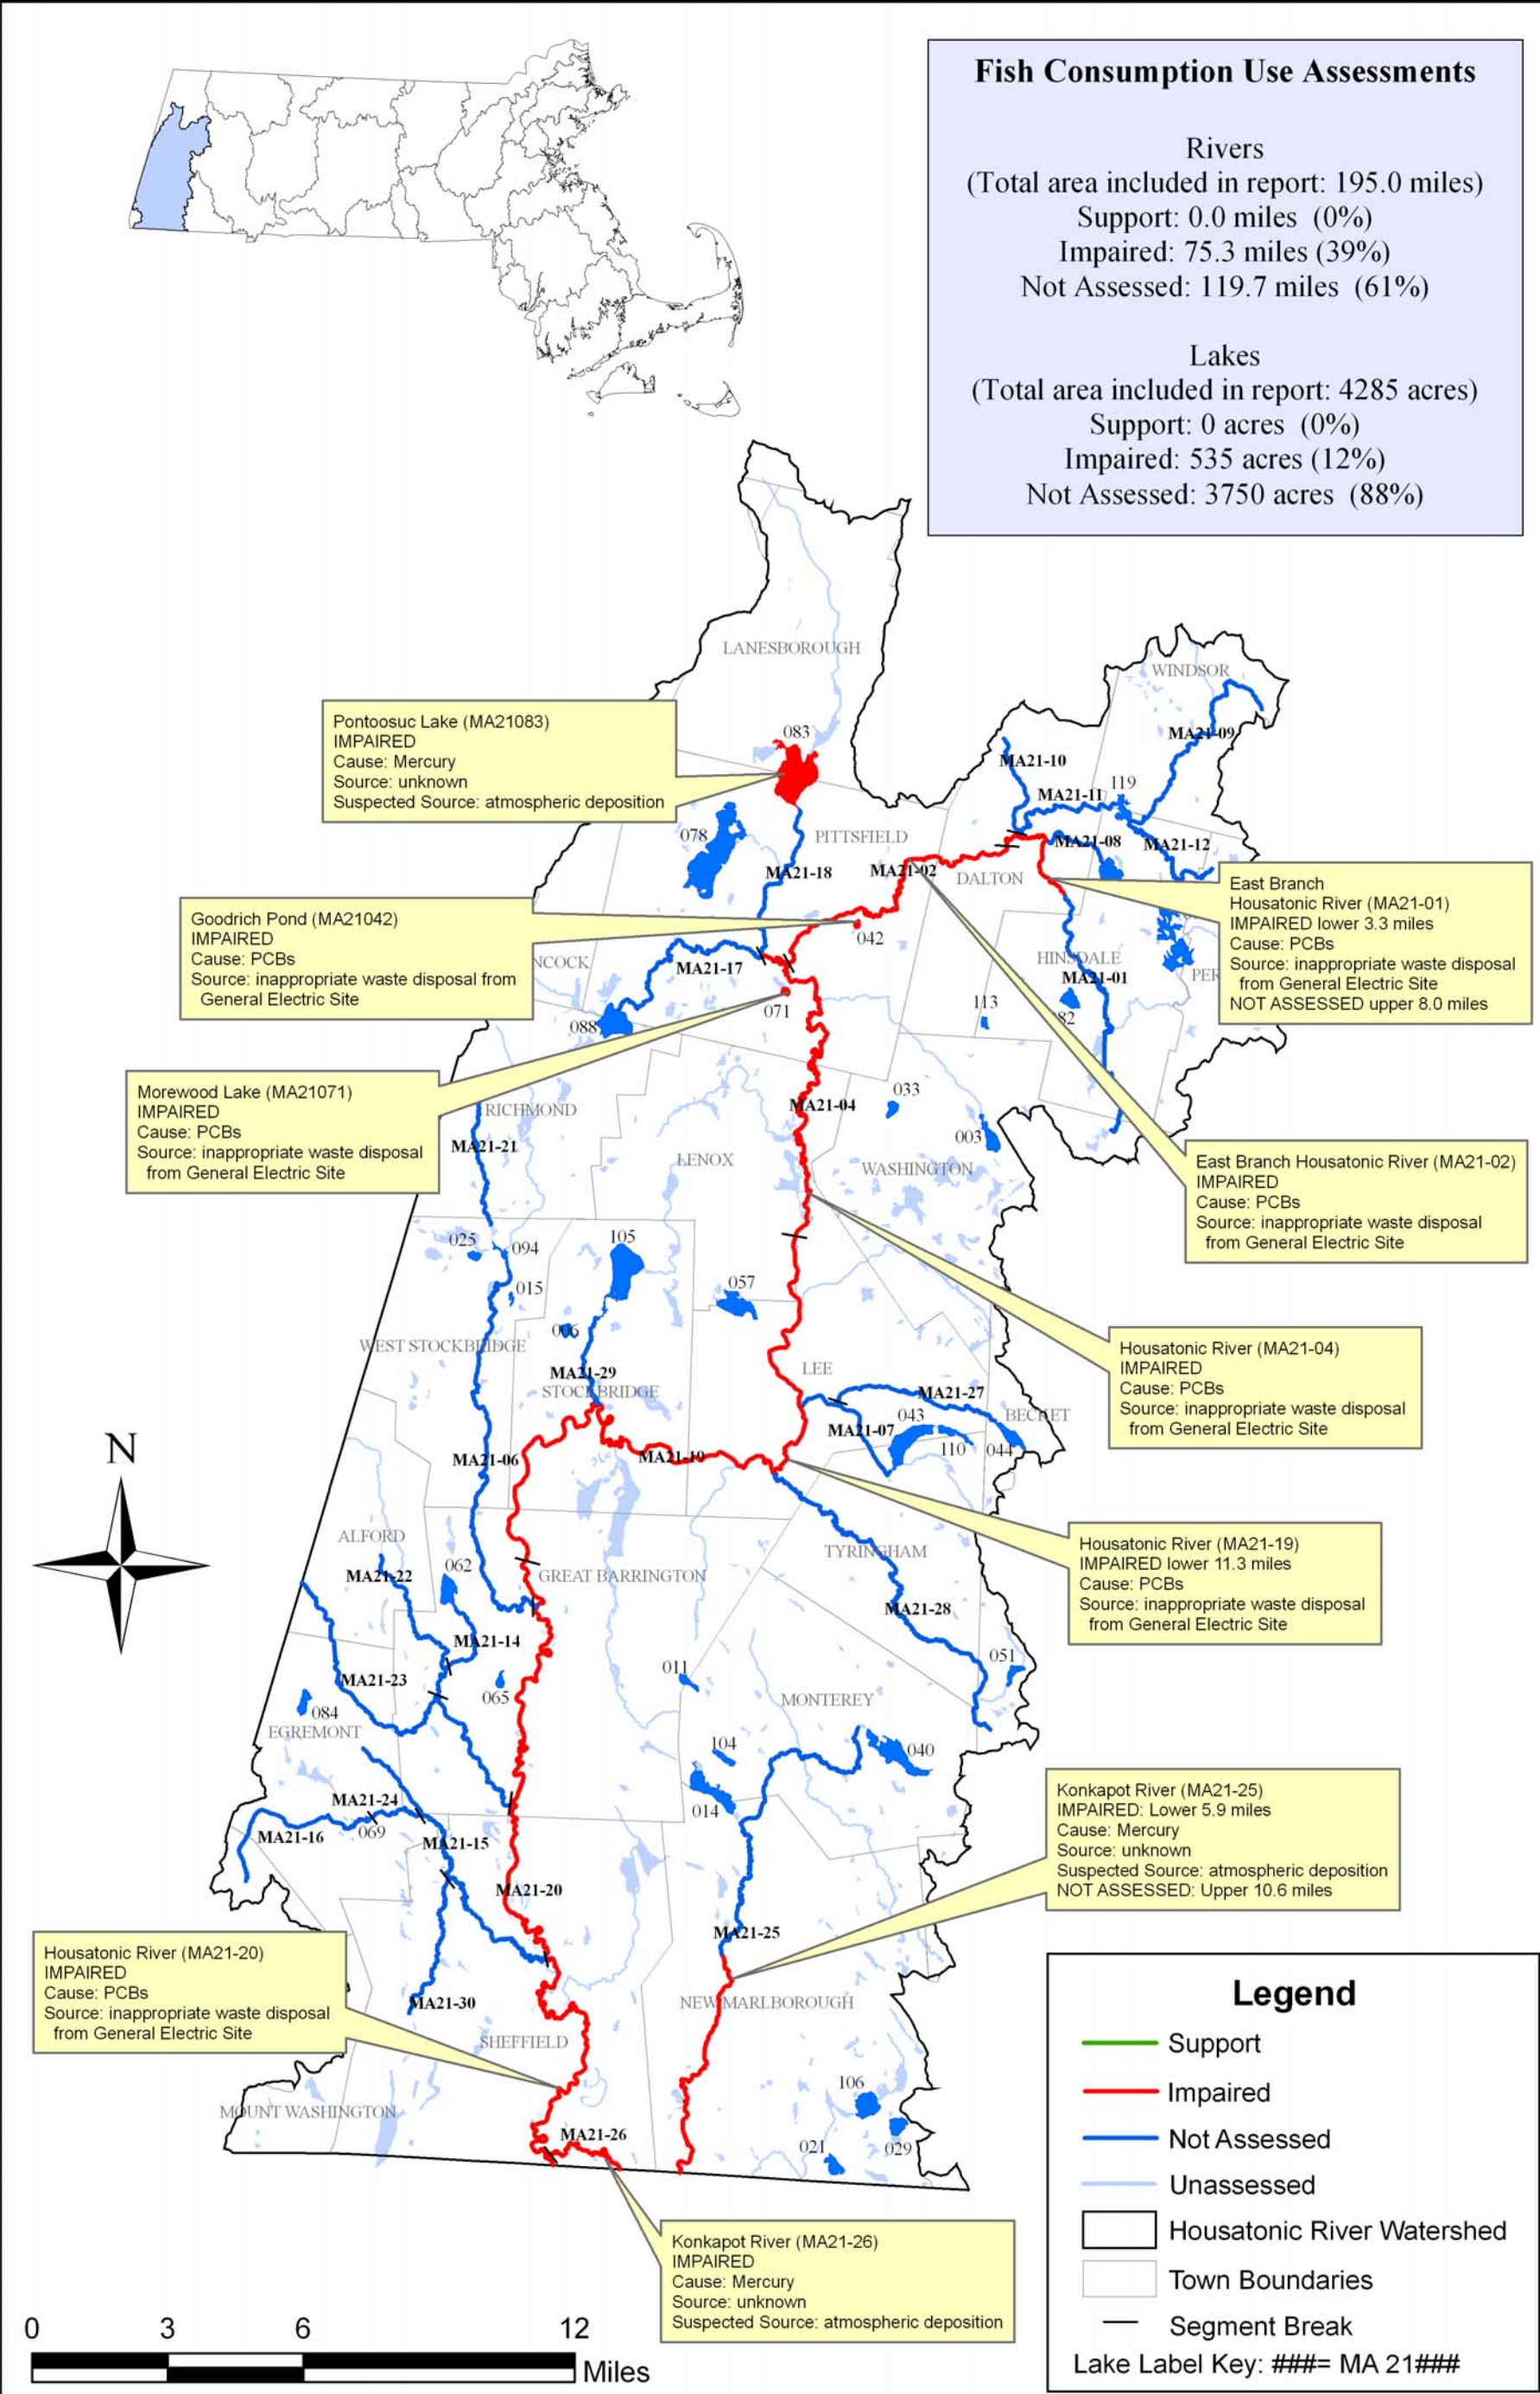 Fish Consumption Use Assessments
Rivers
(Total area included in report: 195.0 miles)
Support: 0.0 miles (0%)
Impaired: 75.3 miles (39%)
Not Assessed: 119.7 miles (61%)
Lakes
(Total area included in report: 4285 acres)
Support: 0 acres (0%)
Impaired: 535 acres (12%)
Not Assessed: 3750 acres (88%)
LANESBOROUGH
WINDSOR
Pontoosuc Lake (MA21083)
IMPAIRED
Cause: Mercury
Source: unknown
Suspected Source: atmospheric deposition
083
MA21-09
MA21-10
119
MA21-11
078
PITTSFIELD
MA21-08
MA21-12
MA21-18
MA21-02
DALTON
East Branch
Housatonic River (MA21-01)
IMPAIRED lower 3.3 miles
Cause: PCBs
Source: inappropriate waste disposal
from General Electric Site
NOT ASSESSED upper 8.0 miles
Goodrich Pond (MA21042)
IMPAIRED
Cause: PCBs
Source: inappropriate waste disposal from
General Electric Site
042
NCOCK
MA21-17
HINSDALE
MA21-01
PER
071
113
82
088
Morewood Lake (MA21071)
IMPAIRED
Cause: PCBs
Source: inappropriate waste disposal
from General Electric Site
RICHMOND
MA21-04
033
MA21-21
003
LENOX
WASHINGTON
East Branch Housatonic River (MA21-02)
IMPAIRED
Cause: PCBs
Source: inappropriate waste disposal
from General Electric Site
025
094
105
015
057
006
WEST STOCKBRIDGE
Housatonic River (MA21-04)
IMPAIRED
Cause: PCBs
Source: inappropriate waste disposal
from General Electric Site
MA21-29
STOCKBRIDGE
LEE
MA21-27
043
BECKET
MA21-07
110
044
MA21-06
MA21-19
N
ALFORD
062
MA21-22
GREAT BARRINGTON
TYRINGHAM
Housatonic River (MA21-19)
IMPAIRED lower 11.3 miles
Cause: PCBs
Source: inappropriate waste disposal
from General Electric Site
MA21-28
MA21-14
MA21-23
065
011
051
084
EGREMONT
MONTEREY
104
040
MA21-24
014
069
MA21-16
MA21-15
Konkapot River (MA21-25)
IMPAIRED: Lower 5.9 miles
Cause: Mercury
Source: unknown
Suspected Source: atmospheric deposition
NOT ASSESSED: Upper 10.6 miles
MA21-20
MA21-25
Housatonic River (MA21-20)
IMPAIRED
Cause: PCBs
Source: inappropriate waste disposal
from General Electric Site
MA21-30
NEW MARLBOROUGH
SHEFFIELD
106
MOUNT WASHINGTON
MA21-26
021
029
Konkapot River (MA21-26)
IMPAIRED
Cause: Mercury
Source: unknown
Suspected Source: atmospheric deposition
Legend
Support
Impaired
Not Assessed
Unassessed
Housatonic River Watershed
Town Boundaries
Segment Break
Lake Label Key: ###= MA 21###
0 3 6 12
Miles